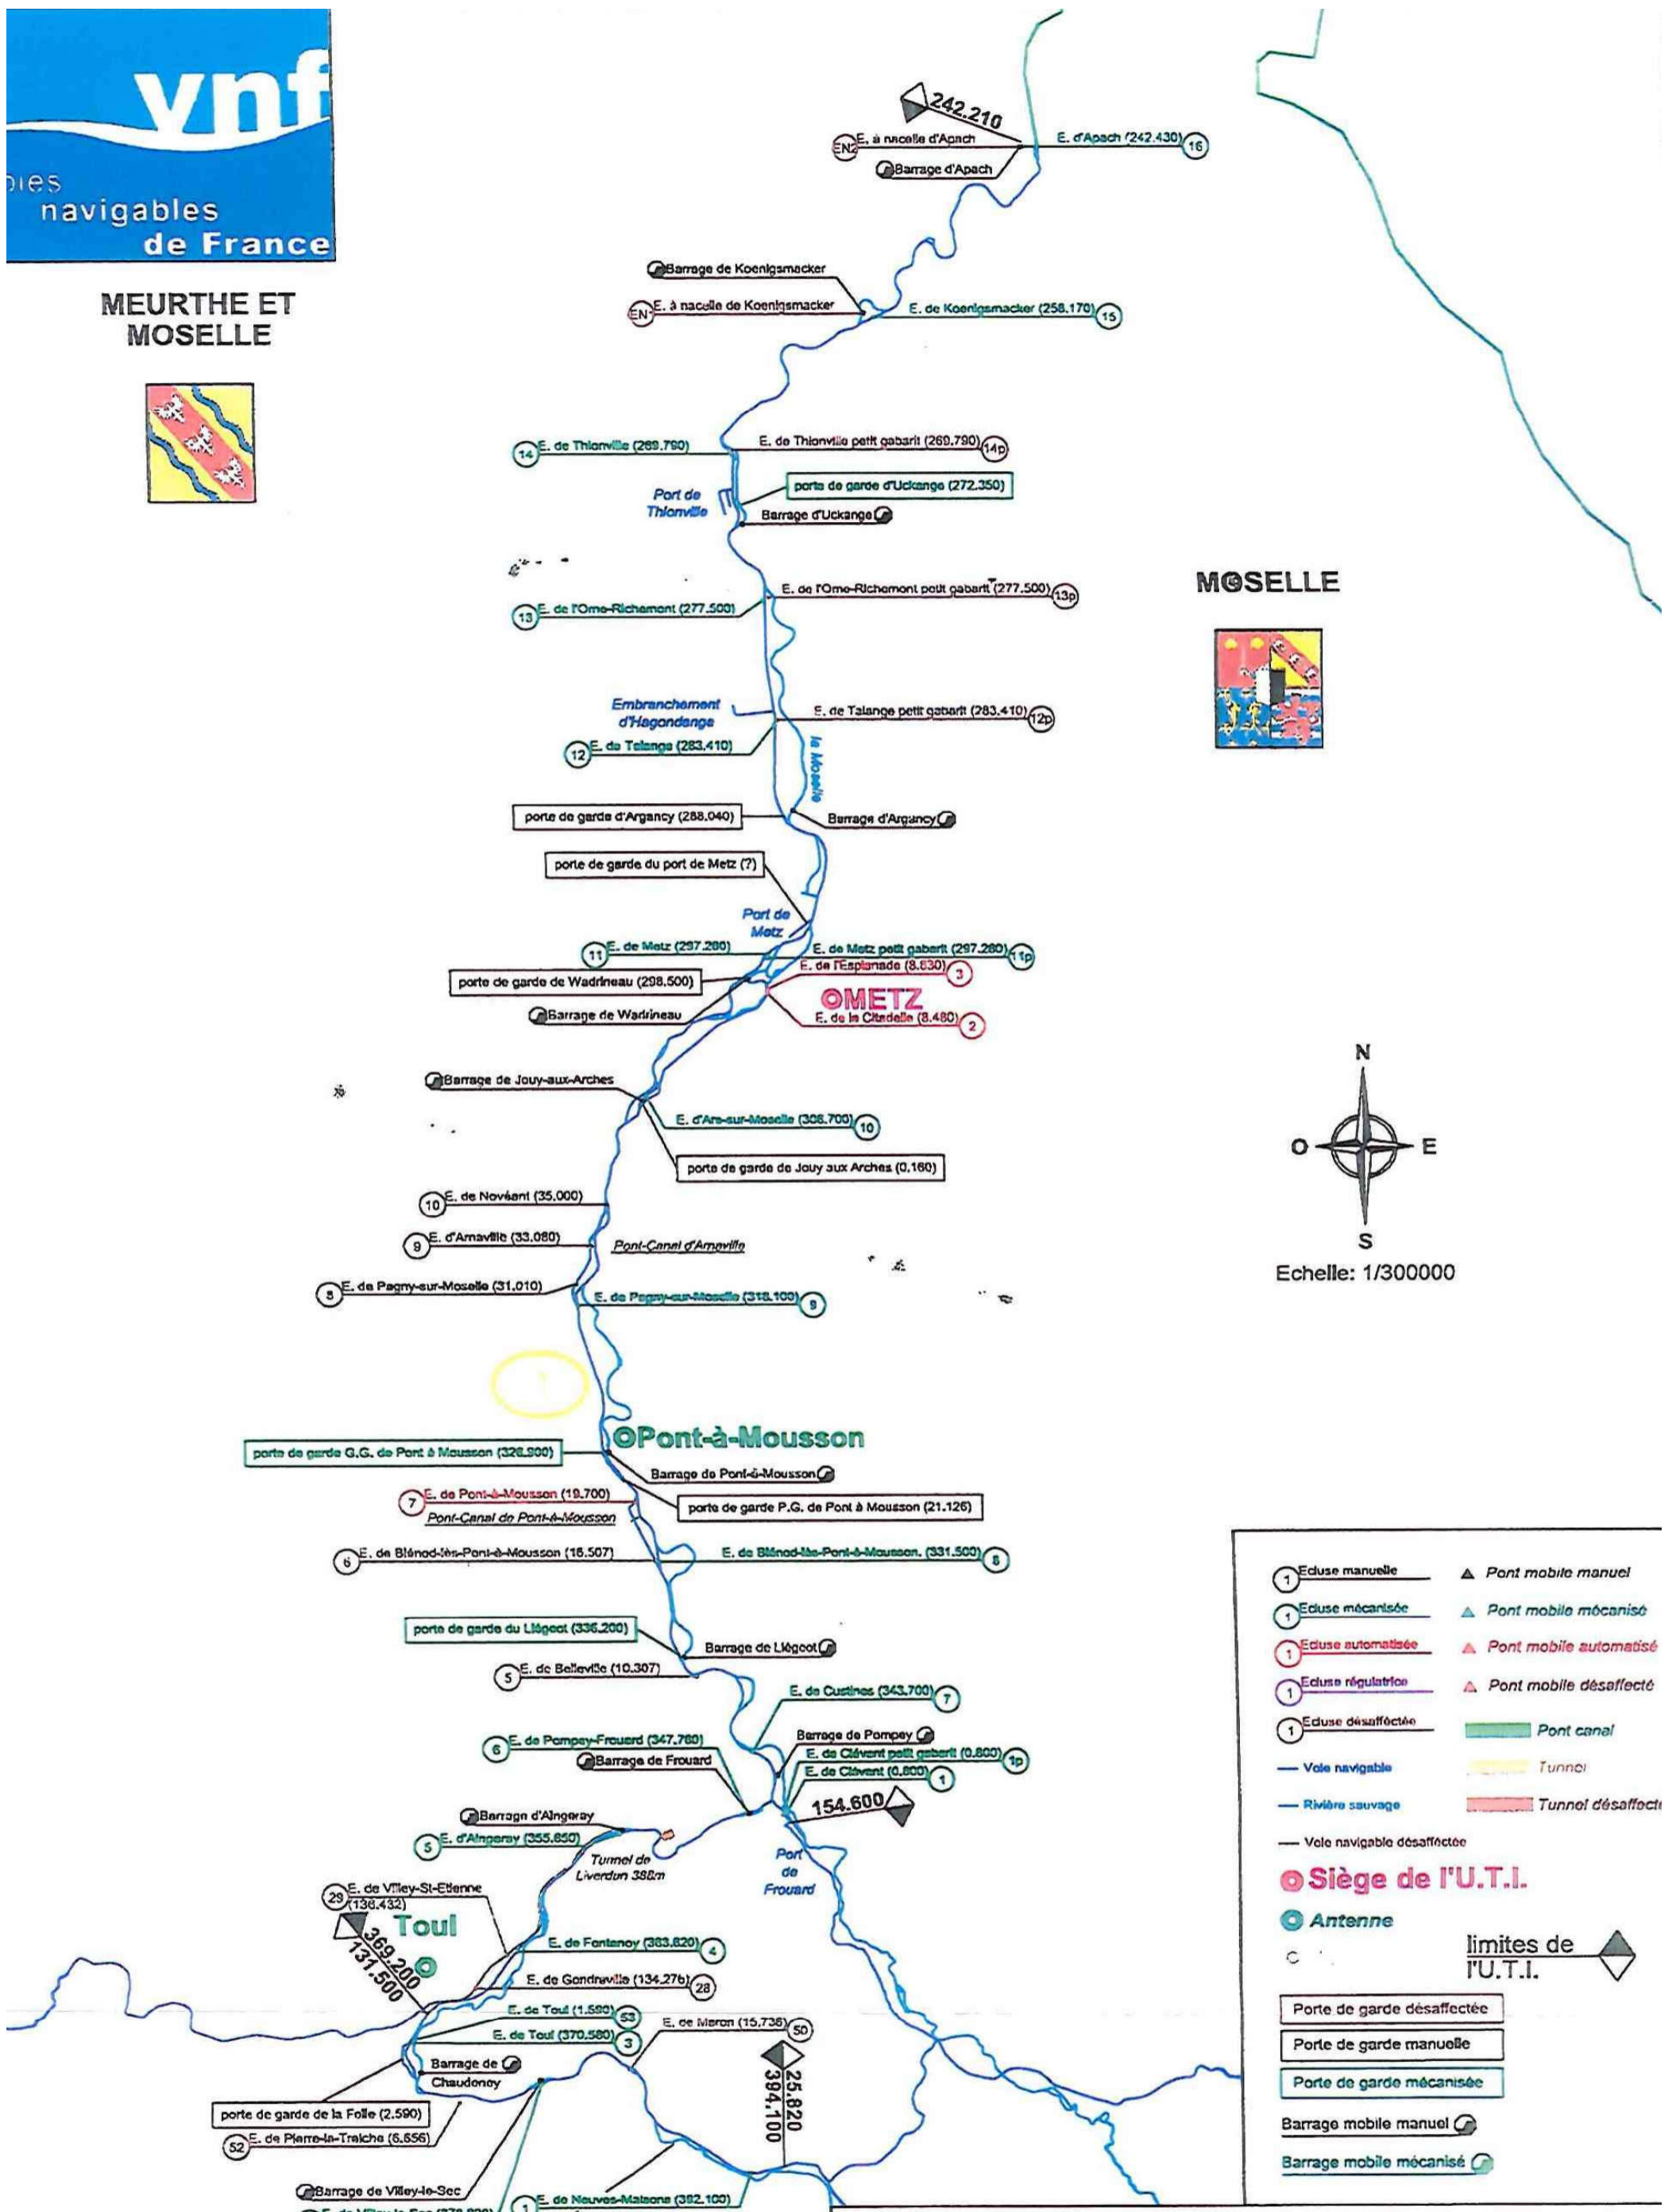 vnf
oies
navigables
de France
MEURTHE ET
MOSELLE
242.210
EN2 E. à nacelle d'Apach
E. d'Apach (242.430) 16
Barrage d'Apach
Barrage de Koenigsmacker
EN E. à nacelle de Koenigsmacker
E. de Koenigsmacker (258.170) 15
14 E. de Thionville (269.790)
E. de Thionville petit gabarit (269.790) 14p
Port de
Thionville
porte de garde d'Uckange (272.350)
Barrage d'Uckange
MOSELLE
E. de l'Orne-Richemont petit gabarit (277.500) 13p
13 E. de l'Orne-Richemont (277.500)
Embranchement
d'Hagondange
E. de Talange petit gabarit (283.410) 12p
12 E. de Talange (283.410)
la Moselle
porte de garde d'Argancy (288.040)
Barrage d'Argancy
porte de garde du port de Metz (?)
Port de
Metz
11 E. de Metz (297.280)
E. de Metz petit gabarit (297.280) 11p
E. de l'Esplanade (8.630) 3
porte de garde de Wadrineau (298.500)
METZ
Barrage de Wadrineau
E. de la Citadelle (8.480) 2
Barrage de Jouy-aux-Arches
E. d'Ars-sur-Moselle (306.700) 10
porte de garde de Jouy aux Arches (0.160)
N
O E
S
Echelle: 1/300000
10 E. de Novéant (35.000)
9 E. d'Arnaville (33.080)
Pont-Canal d'Arnaville
8 E. de Pagny-sur-Moselle (31.010)
E. de Pagny-sur-Moselle (318.100) 9
Pont-à-Mousson
porte de garde G.G. de Pont à Mousson (326.900)
Barrage de Pont-à-Mousson
7 E. de Pont-à-Mousson (19.700)
porte de garde P.G. de Pont à Mousson (21.126)
Pont-Canal de Pont-à-Mousson
6 E. de Blénod-lès-Pont-à-Mousson (16.507)
E. de Blénod-lès-Pont-à-Mousson. (331.500) 8
porte de garde du Liégeot (336.200)
Barrage de Liégeot
5 E. de Belleville (10.307)
E. de Custines (343.700) 7
6 E. de Pompey-Frouard (347.760)
Barrage de Pompey
Barrage de Frouard
E. de Clévant petit gabarit (0.800) 1p
E. de Clévant (0.800) 1
154.600
Barrage d'Aingeray
5 E. d'Aingeray (355.850)
Tunnel de
Liverdun 388m
Port
de
Frouard
29 E. de Villey-St-Etienne
(136.432)
Toul
369.200
131.500
E. de Fontenoy (363.820) 4
E. de Gondreville (134.276) 28
E. de Toul (1.590) 53
E. de Toul (370.580) 3
E. de Maron (15.736) 50
Barrage de
Chaudeney
25.820
394.100
porte de garde de la Folie (2.590)
52 E. de Pierre-la-Treiche (6.656)
Barrage de Villey-le-Sec
1 E. de Neuves-Maisons (392.100)
1 Ecluse manuelle
Pont mobile manuel
1 Ecluse mécanisée
Pont mobile mécanisé
1 Ecluse automatisée
Pont mobile automatisé
1 Ecluse régulatrice
Pont mobile désaffecté
1 Ecluse désaffectée
Pont canal
Voie navigable
Tunnel
Rivière sauvage
Tunnel désaffecté
Voie navigable désaffectée
Siège de l'U.T.I.
Antenne
limites de
l'U.T.I.
Porte de garde désaffectée
Porte de garde manuelle
Porte de garde mécanisée
Barrage mobile manuel
Barrage mobile mécanisé